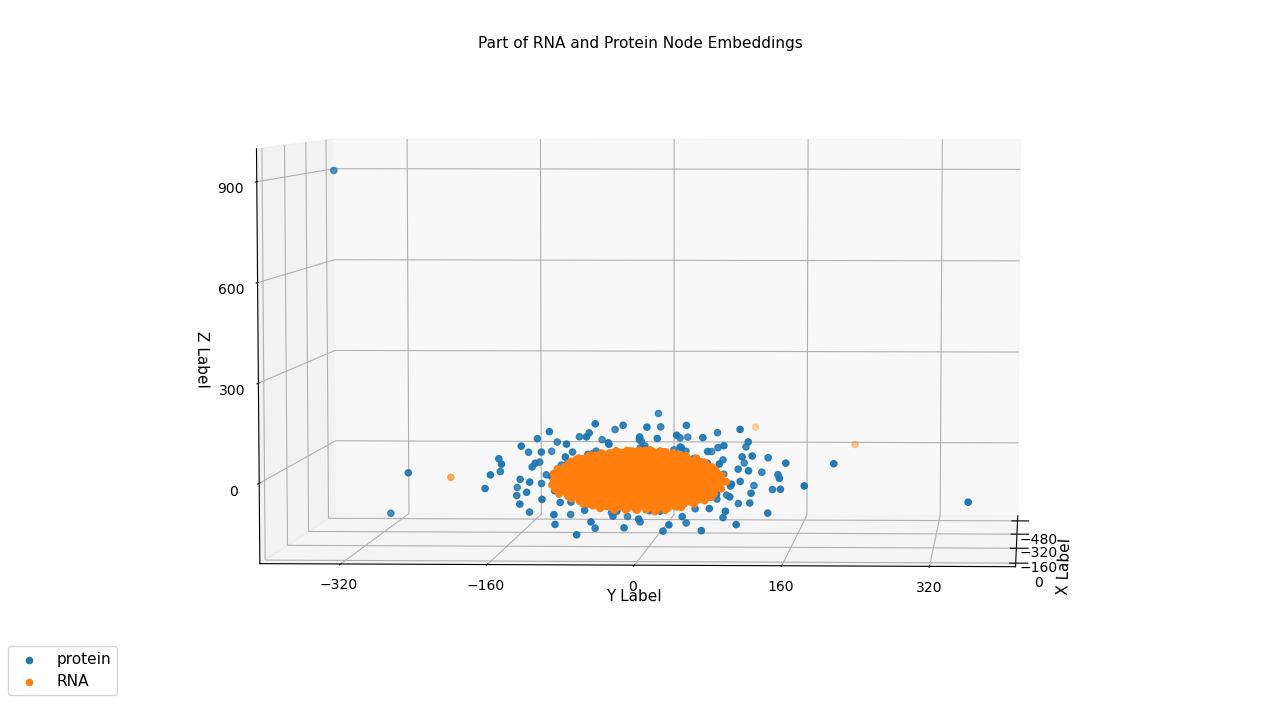 Part of RNA and Protein Node Embeddings
900
600
300
0
Z Label
−320
−160
0
160
320
Y Label
−480
−320
−160
0
X Label
protein
RNA